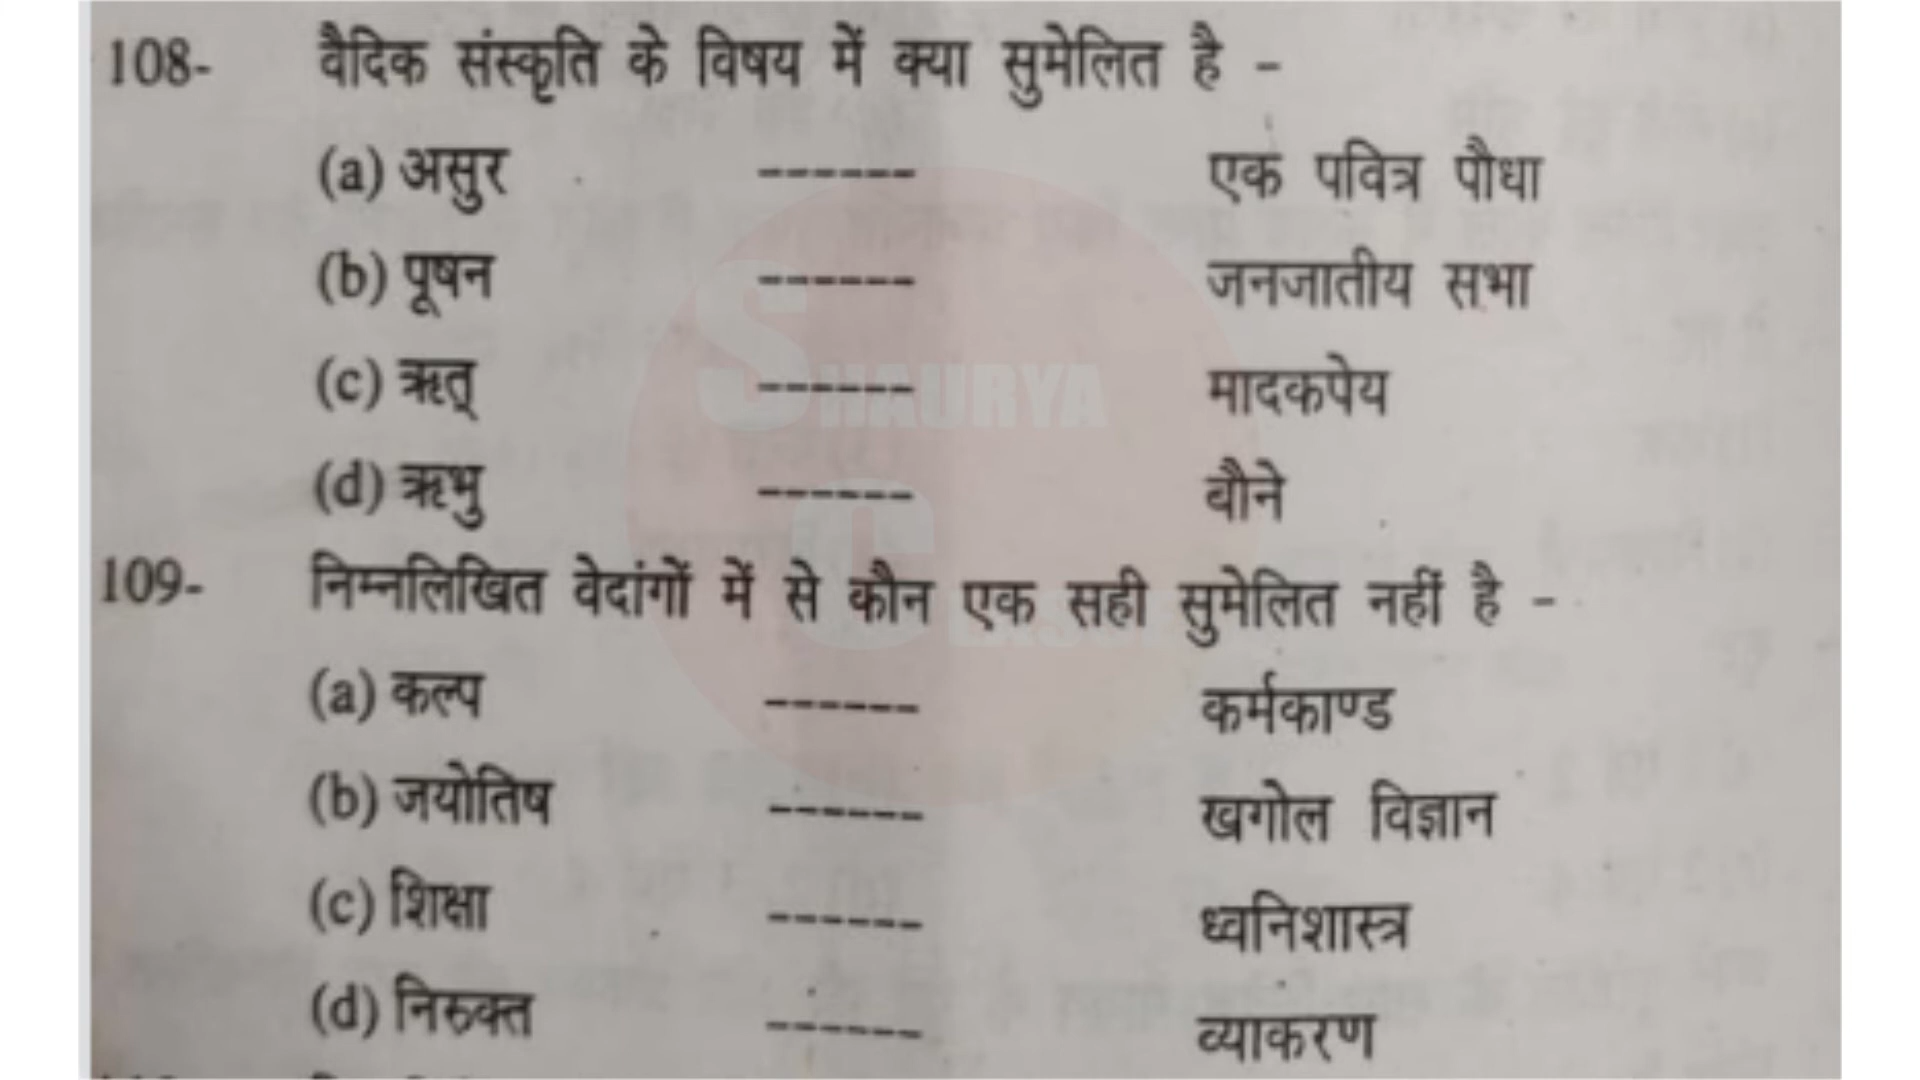 108- वैदिक संस्कृति के विषय में क्या सुमेलित है -
(a) असुर ------ एक पवित्र पौधा
(b) पूषन ------ जनजातीय सभा
(c) ऋत् ------ मादकपेय
(d) ऋभु ------ वौने
109- निम्नलिखित वेदांगों में से कौन एक सही सुमेलित नहीं है -
(a) कल्प ------ कर्मकाण्ड
(b) जयोतिष ------ खगोल विज्ञान
(c) शिक्षा ------ ध्वनिशास्त्र
(d) निरुक्त ------ व्याकरण
SHAURYA